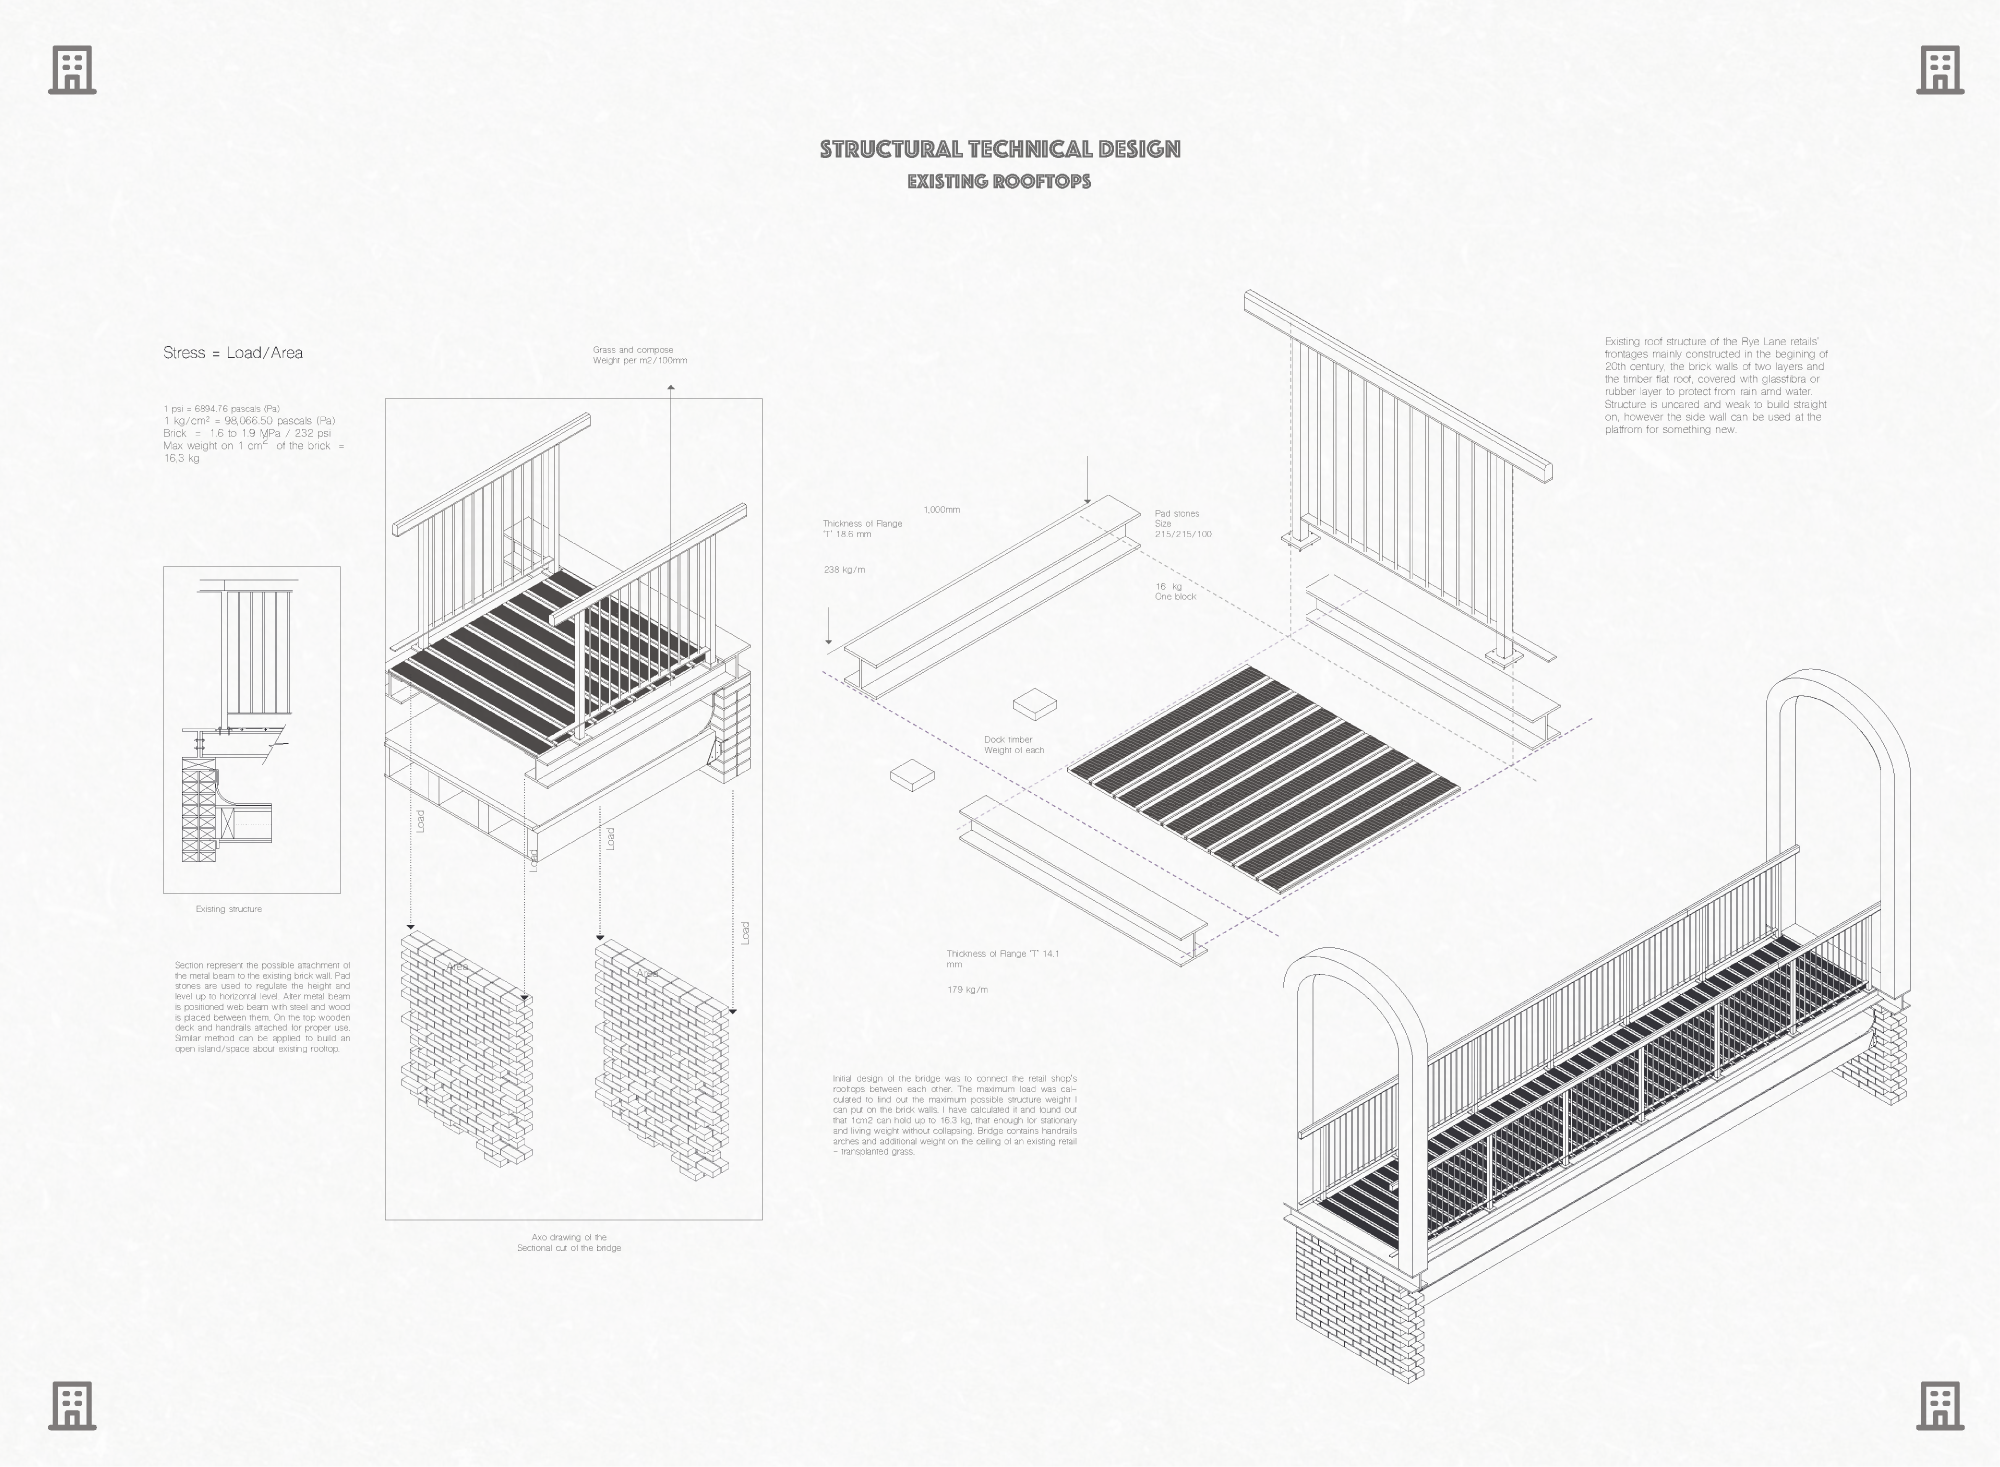 STRUCTURAL TECHNICAL DESIGN
EXISTING ROOFTOPS
Stress = Load/Area
1 psi = 6894.76 pascals (Pa)
1 kg/cm² = 98,066.50 pascals (Pa)
Brick = 1.6 to 1.9 MPa / 232 psi
Max weight on 1 cm² of the brick =
16.3 kg
Existing structure
Section represent the possible attachment of
the metal beam to the existing brick wall. Pad
stones are used to regulate the height and
level up to horizontal level. After metal beam
is positioned web beam with steel and wood
is placed between them. On the top wooden
deck and handrails attached for proper use.
Similar method can be applied to build an
open island/space about existing rooftop.
Grass and compose
Weight per m2/100mm
Load
Load
Load
Load
Area
Area
Axo drawing of the
Sectional cut of the bridge
1,000mm
Thickness of Flange
"T" 18.6 mm
238 kg/m
Pad stones
Size
215/215/100
16 kg
One block
Dock timber
Weight of each
Thickness of Flange "T" 14.1
mm
179 kg/m
Initial design of the bridge was to connect the retail shop's
rooftops between each other. The maximum load was cal-
culated to find out the maximum possible structure weight I
can put on the brick walls. I have calculated it and found out
that 1cm2 can hold up to 16.3 kg, that enough for stationary
and living weight without collapsing. Bridge contains handrails
arches and additional weight on the ceiling of an existing retail
- transplanted grass.
Existing roof structure of the Rye Lane retails'
frontages mainly constructed in the begining of
20th century, the brick walls of two layers and
the timber flat roof, covered with glassfibra or
rubber layer to protect from rain amd water.
Structure is uncared and weak to build straight
on, however the side wall can be used at the
platfrom for something new.